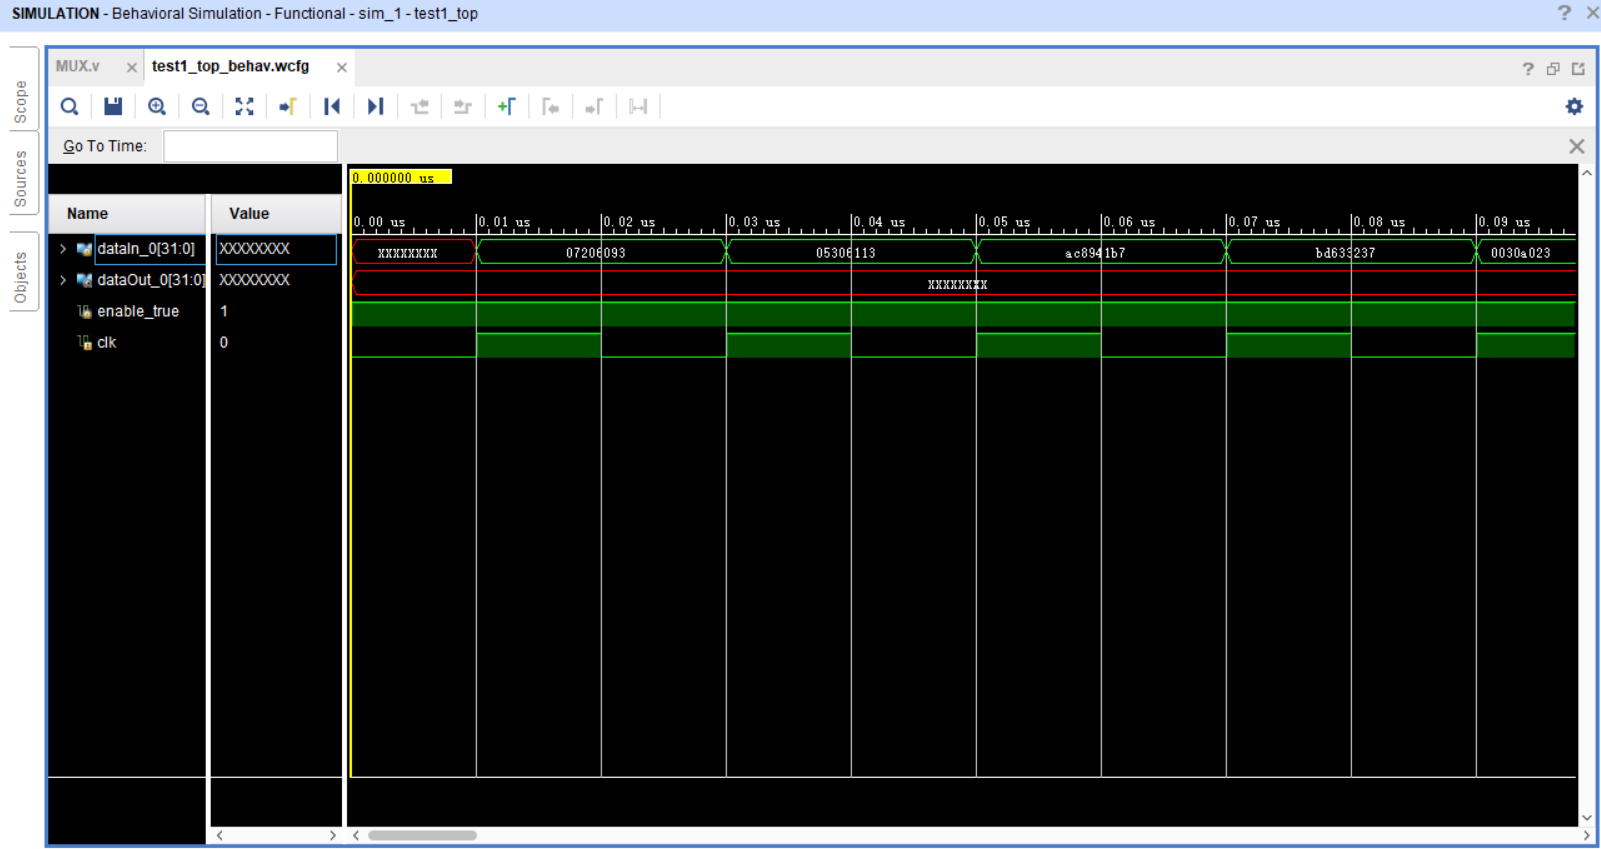 SIMULATION - Behavioral Simulation - Functional - sim_1 - test1_top
? ×
Scope
Sources
Objects
MUX.v × test1_top_behav.wcfg ×
?
Go To Time:
0.000000 us
Name Value
0.00 us 0.01 us 0.02 us 0.03 us 0.04 us 0.05 us 0.06 us 0.07 us 0.08 us 0.09 us
dataIn_0[31:0] XXXXXXXX XXXXXXXX 07206093 05306113 ac8941b7 bd633237 0030a023
dataOut_0[31:0] XXXXXXXX XXXXXXXX
enable_true 1
clk 0